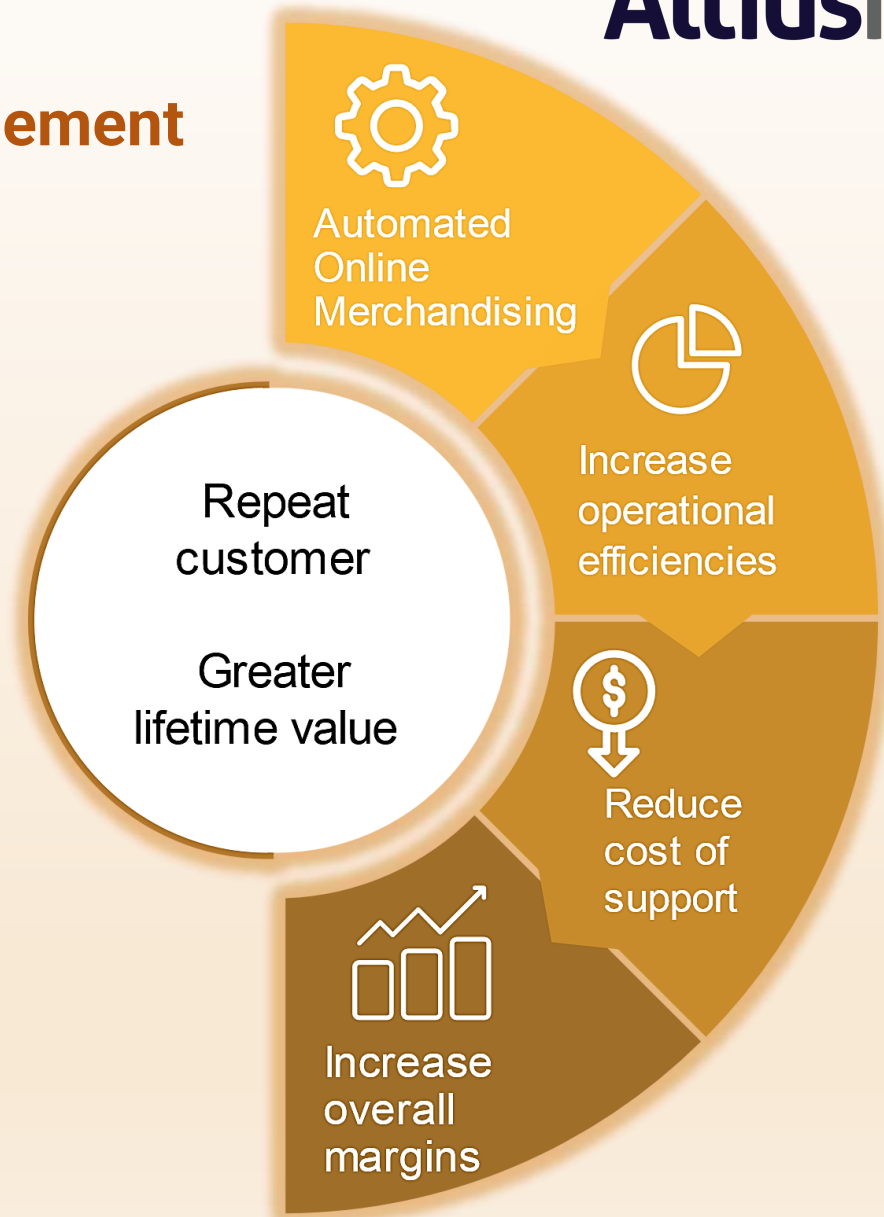 ement
Automated
Online
Merchandising
Increase
operational
efficiencies
Repeat
customer
Greater
lifetime value
$
Reduce
cost of
support
Increase
overall
margins